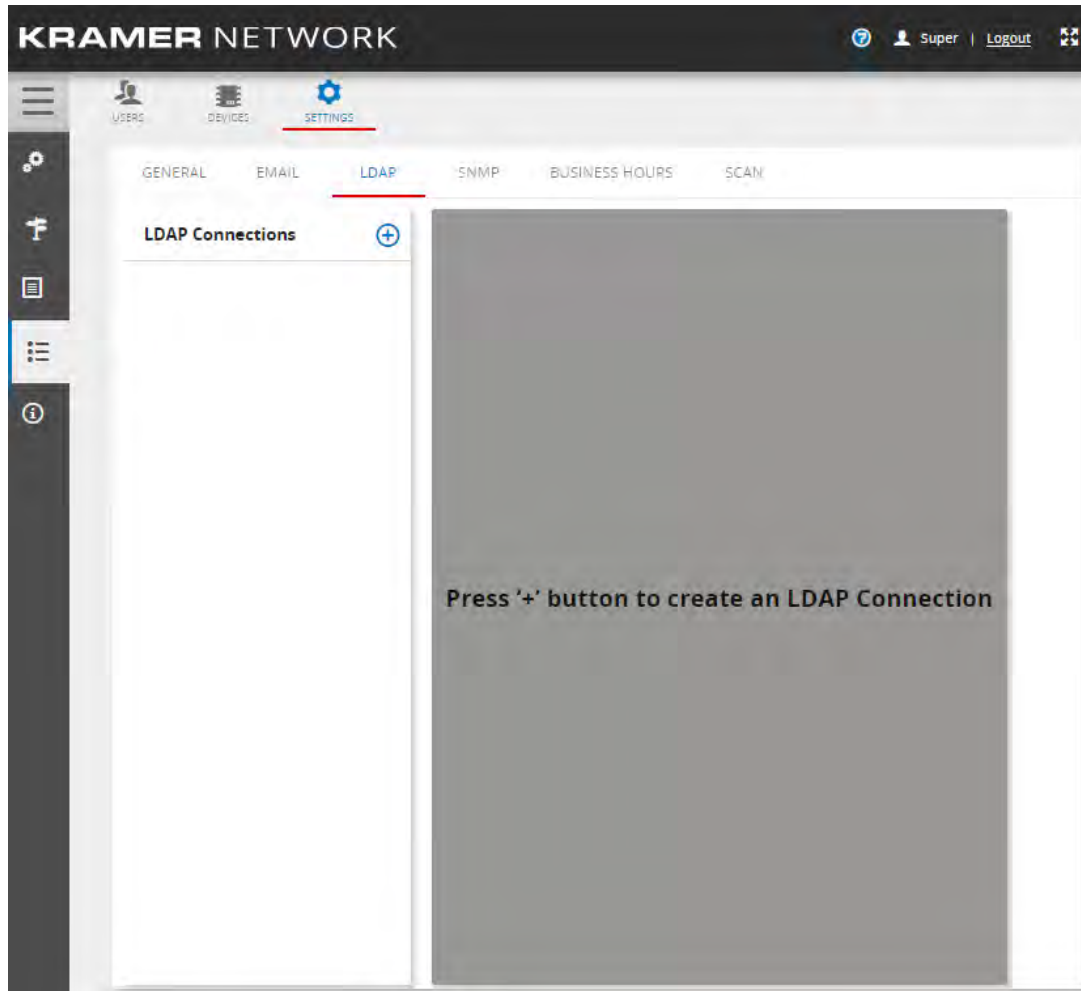 KRAMER NETWORK
Super | Logout
USERS DEVICES SETTINGS
GENERAL EMAIL LDAP SNMP BUSINESS HOURS SCAN
LDAP Connections
Press '+' button to create an LDAP Connection